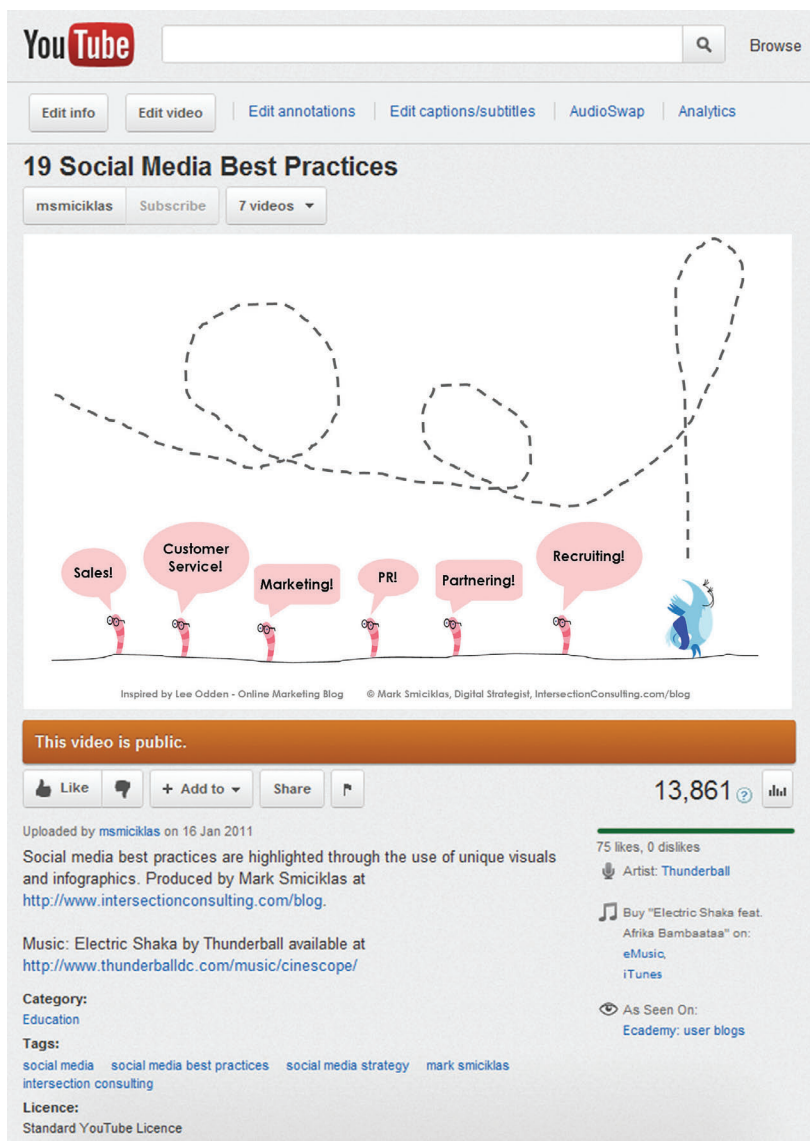 YouTube
Browse
Edit info
Edit video
Edit annotations
Edit captions/subtitles
AudioSwap
Analytics
19 Social Media Best Practices
msmiciklas
Subscribe
7 videos
Sales!
Customer
Service!
Marketing!
PR!
Partnering!
Recruiting!
Inspired by Lee Odden - Online Marketing Blog © Mark Smiciklas, Digital Strategist, IntersectionConsulting.com/blog
This video is public.
Like
+ Add to
Share
13,861 ?
Uploaded by msmiciklas on 16 Jan 2011
Social media best practices are highlighted through the use of unique visuals
and infographics. Produced by Mark Smiciklas at
http://www.intersectionconsulting.com/blog.
Music: Electric Shaka by Thunderball available at
http://www.thunderballdc.com/music/cinescope/
Category:
Education
Tags:
social media social media best practices social media strategy mark smiciklas
intersection consulting
Licence:
Standard YouTube Licence
75 likes, 0 dislikes
Artist: Thunderball
Buy "Electric Shaka feat.
Afrika Bambaataa" on:
eMusic,
iTunes
As Seen On:
Ecademy: user blogs